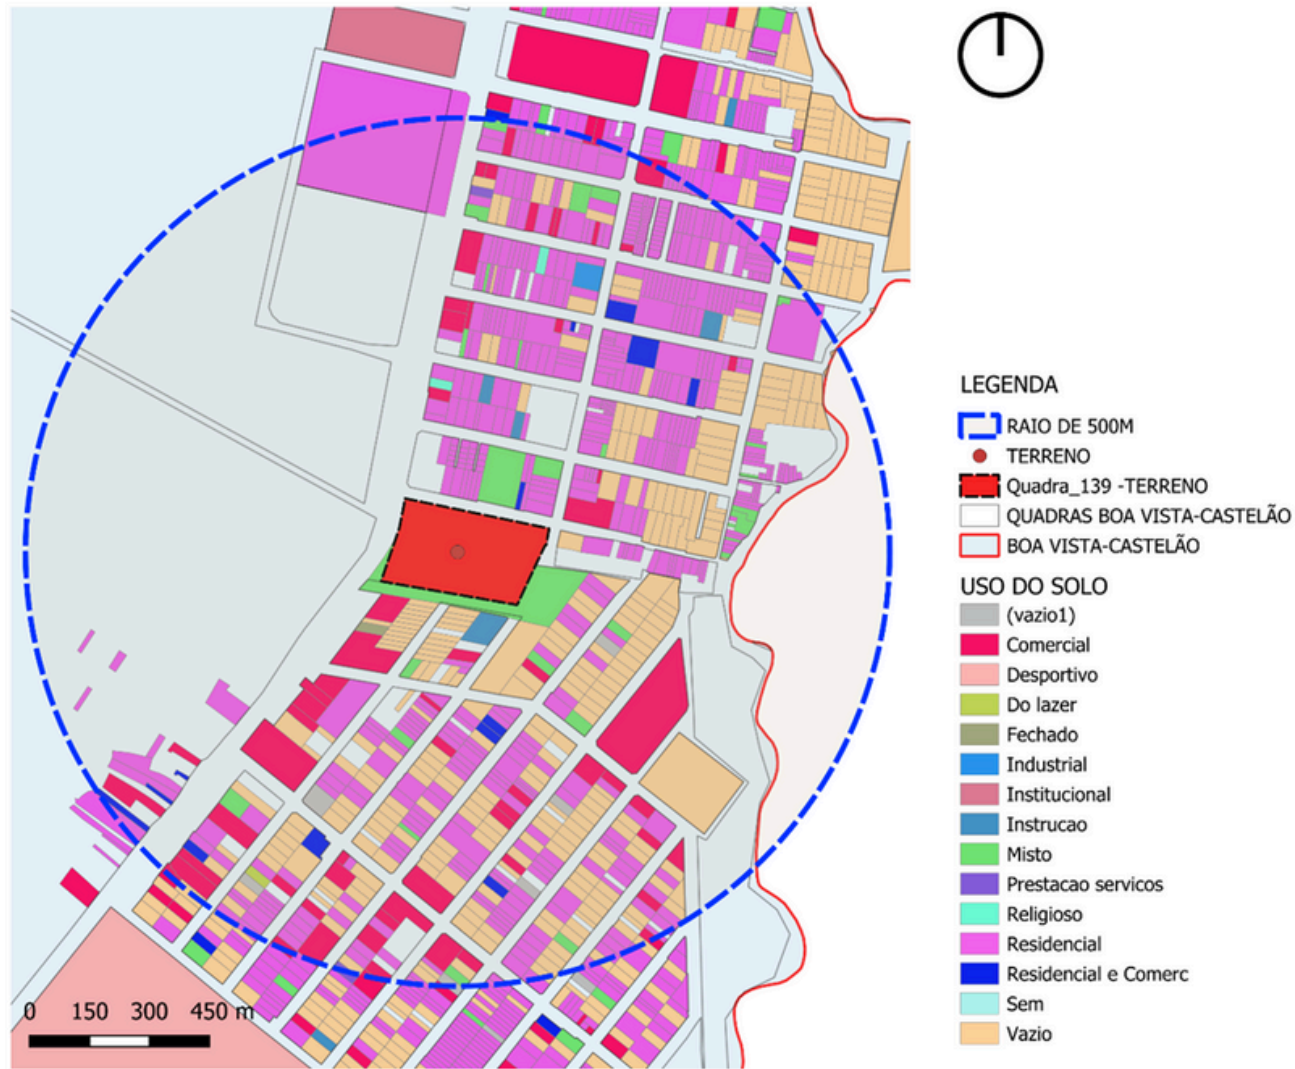 LEGENDA
RAIO DE 500M
TERRENO
Quadra_139 -TERRENO
QUADRAS BOA VISTA-CASTELÃO
BOA VISTA-CASTELÃO
USO DO SOLO
(vazio1)
Comercial
Desportivo
Do lazer
Fechado
Industrial
Institucional
Instrucao
Misto
Prestacao servicos
Religioso
Residencial
Residencial e Comerc
Sem
Vazio
0 150 300 450 m